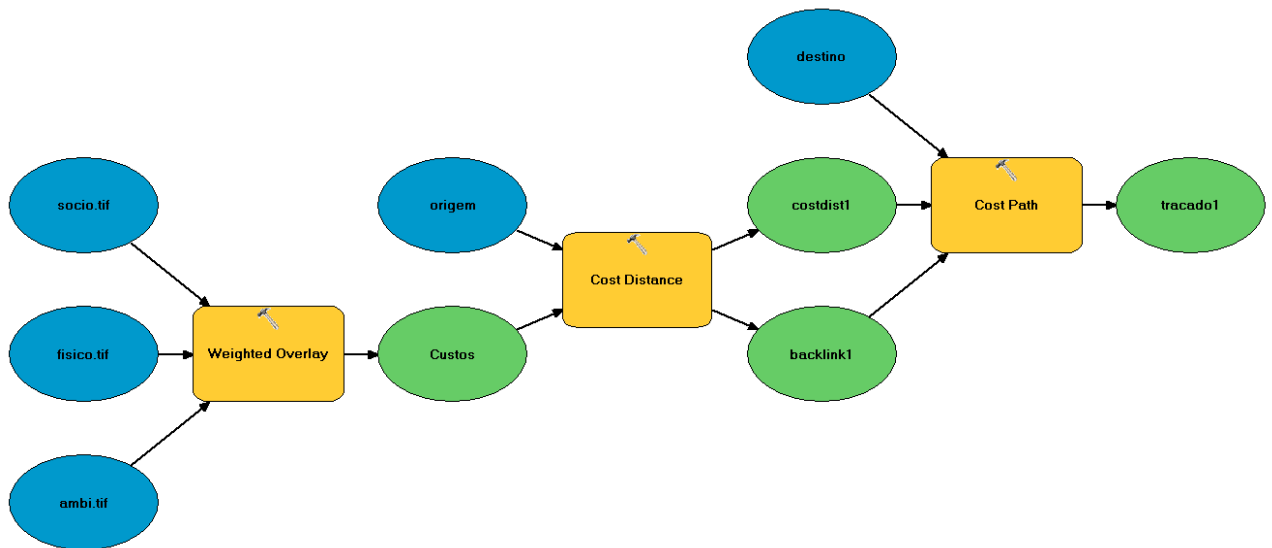 destino
socio.tif
origem
costdist1
Cost Path
tracado1
Cost Distance
fisico.tif
Weighted Overlay
Custos
backlink1
ambi.tif